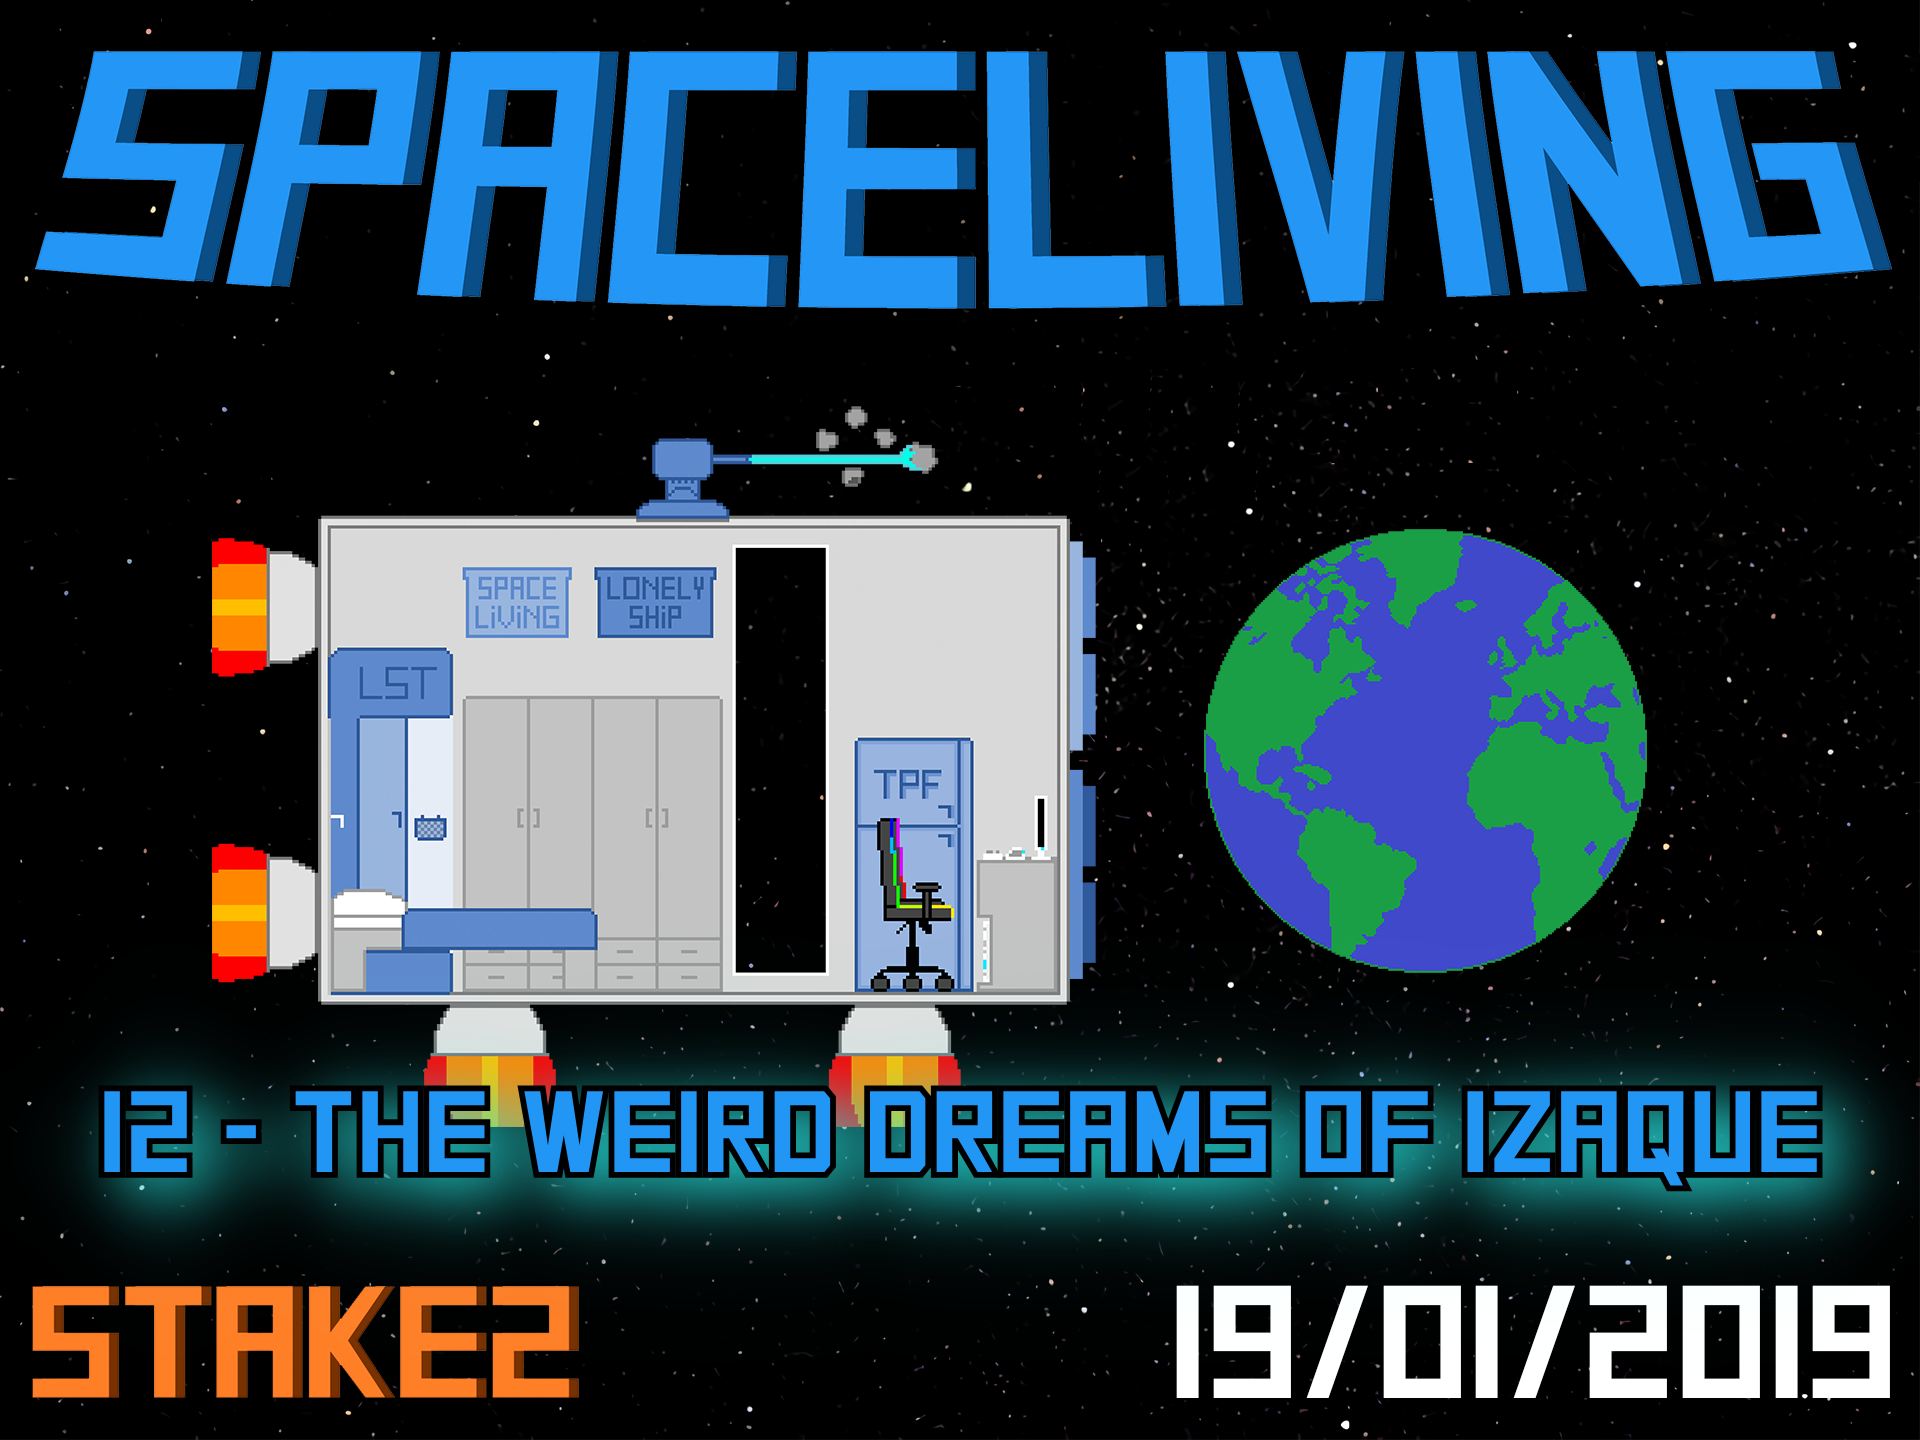 SPACELIVING
SPACE
LiViNG
LONELY
SHiP
LST
TPF
12 - THE WEIRD DREAMS OF IZAQUE
STAKE2
19/01/2019